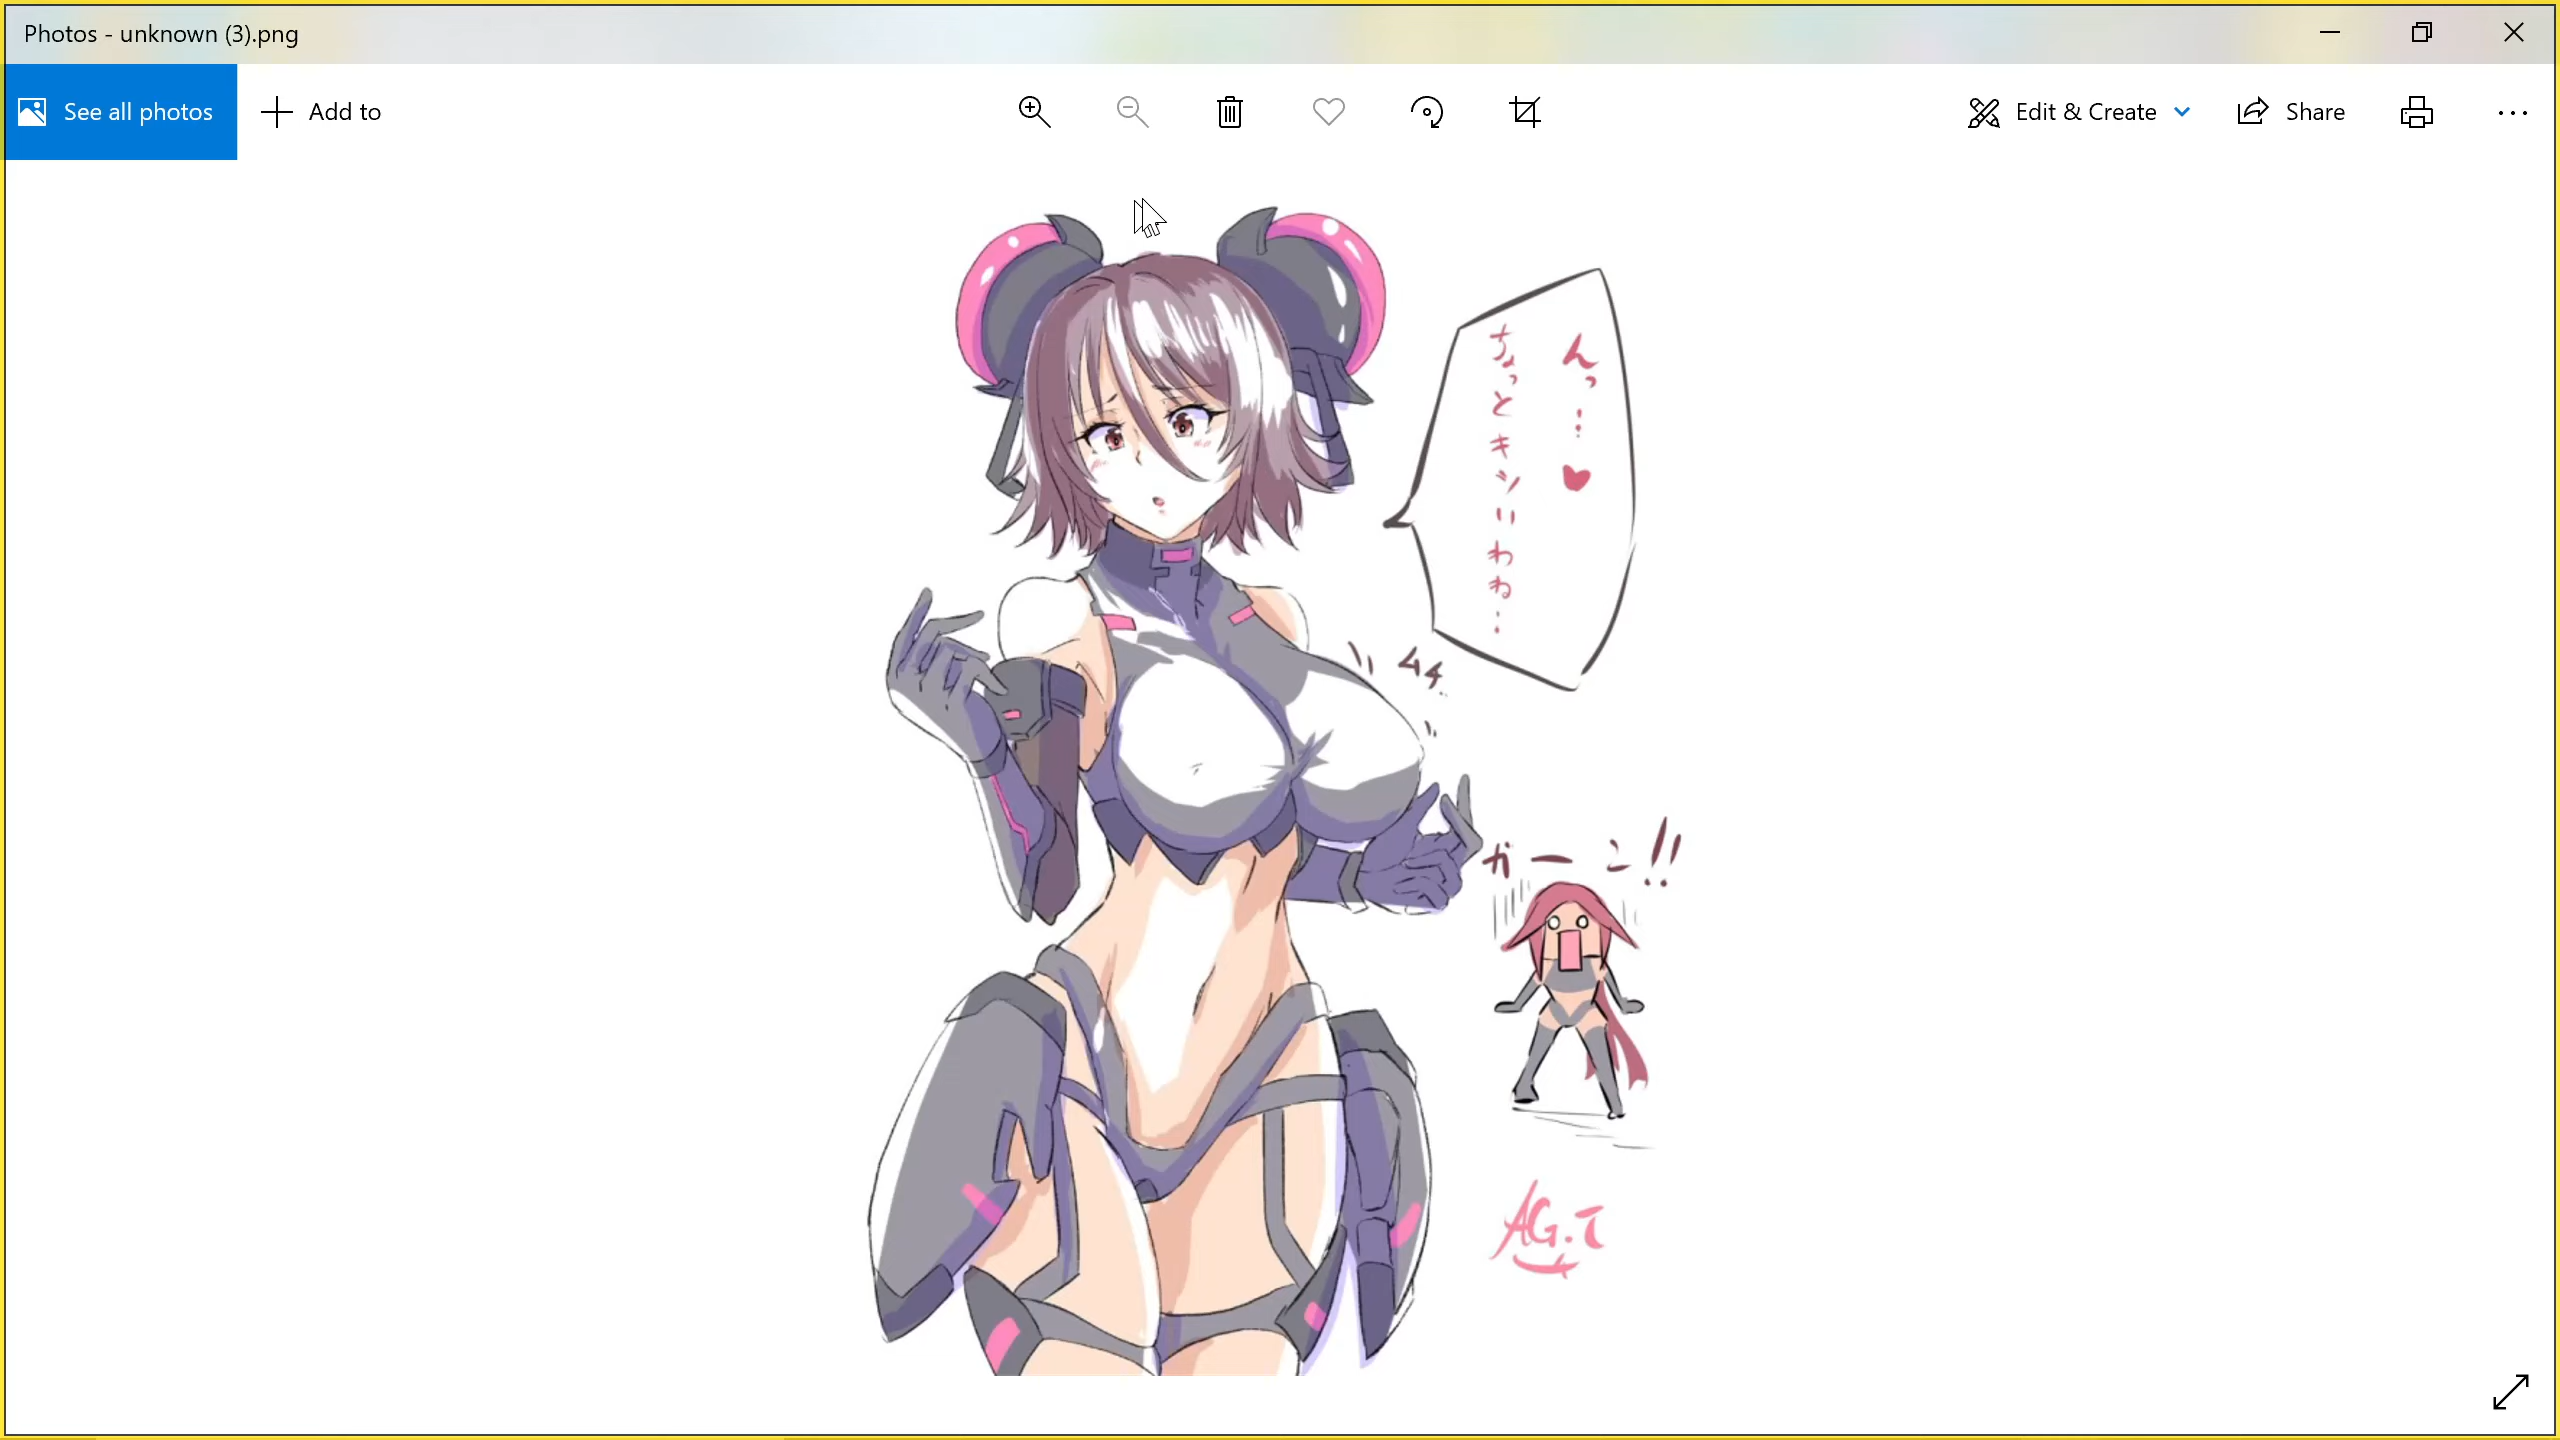 Photos - unknown (3).png
See all photos
Add to
Edit & Create
Share
んっ…♥
ちょっとキツいわね…
ムチ..
ガーン!!
AG.T